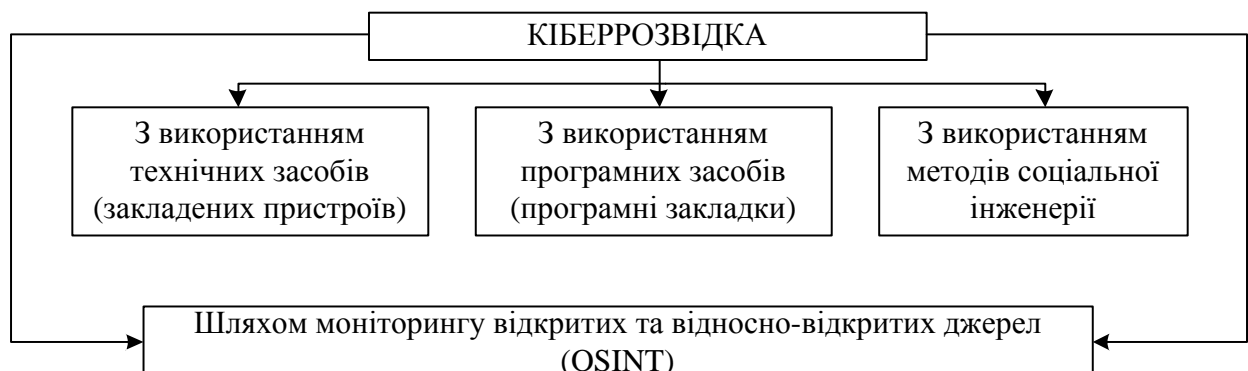 КІБЕРРОЗВІДКА
З використанням
технічних засобів
(закладених пристроїв)
З використанням
програмних засобів
(програмні закладки)
З використанням
методів соціальної
інженерії
Шляхом моніторингу відкритих та відносно-відкритих джерел
(OSINT)